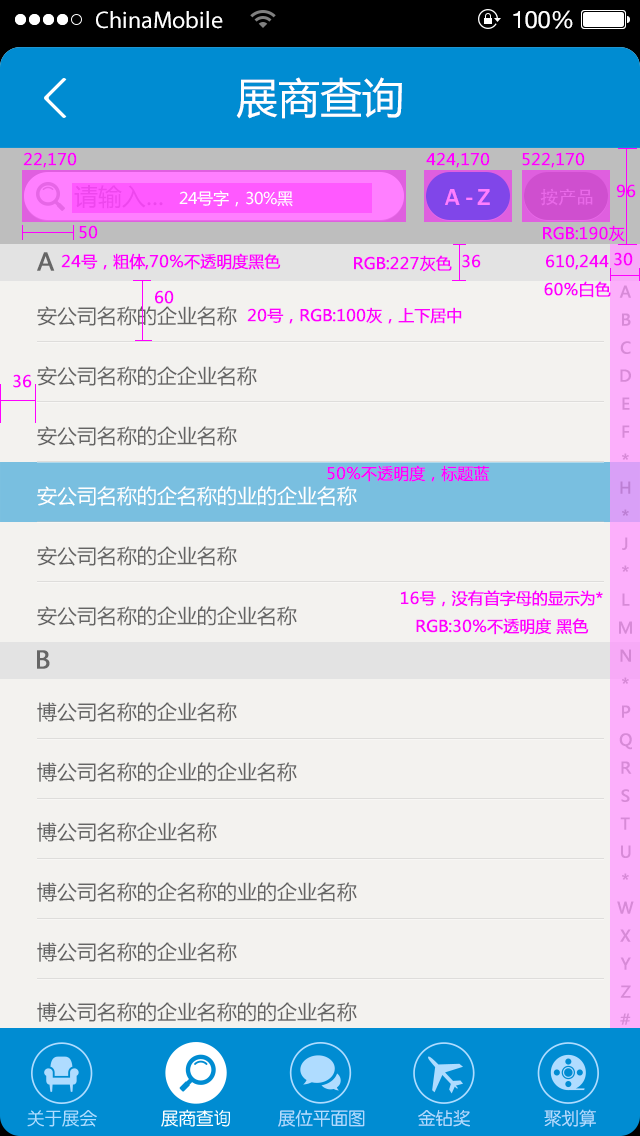 ChinaMobile 100%
展商查询
22,170 424,170 522,170
请输入... 24号字，30%黑 A - Z 按产品 96
50 RGB:190灰
A 24号，粗体,70%不透明度黑色 RGB:227灰色 36 610,244 30
60 60%白色 A
安公司名称的企业名称 20号，RGB:100灰，上下居中 B
C
36 安公司名称的企企业名称 D
E
安公司名称的企业名称 F
*
50%不透明度，标题蓝
安公司名称的企名称的业的企业名称 H
*
安公司名称的企业名称 J
*
16号，没有首字母的显示为* L
安公司名称的企业的企业名称 RGB:30%不透明度 黑色 M
B N
*
博公司名称的企业名称 P
Q
博公司名称的企业的企业名称 R
S
博公司名称企业名称 T
U
*
博公司名称的企名称的业的企业名称 W
X
博公司名称的企业名称 Y
Z
博公司名称的企业名称的的企业名称 #
关于展会 展商查询 展位平面图 金钻奖 聚划算